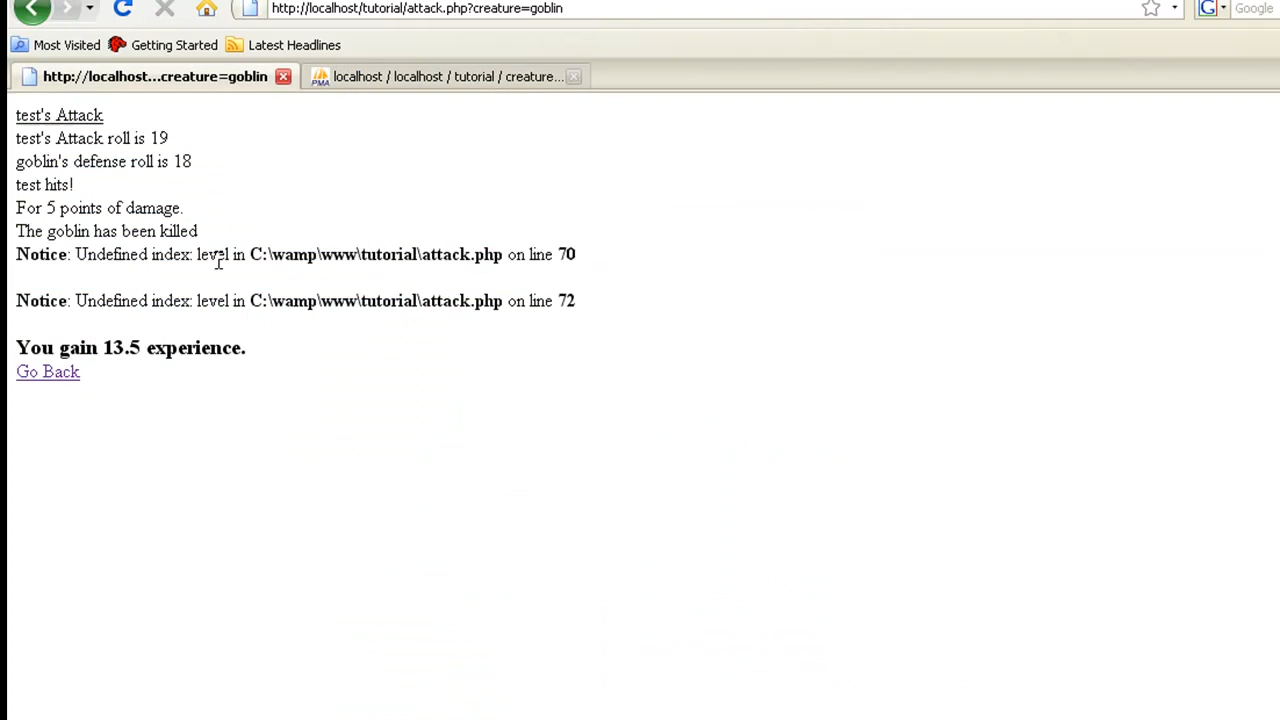 http://localhost/tutorial/attack.php?creature=goblin
Google
Most Visited Getting Started Latest Headlines
http://localhost...creature=goblin localhost / localhost / tutorial / creature...
PMA
test's Attack
test's Attack roll is 19
goblin's defense roll is 18
test hits!
For 5 points of damage.
The goblin has been killed
Notice: Undefined index: level in C:\wamp\www\tutorial\attack.php on line 70
Notice: Undefined index: level in C:\wamp\www\tutorial\attack.php on line 72
You gain 13.5 experience.
Go Back